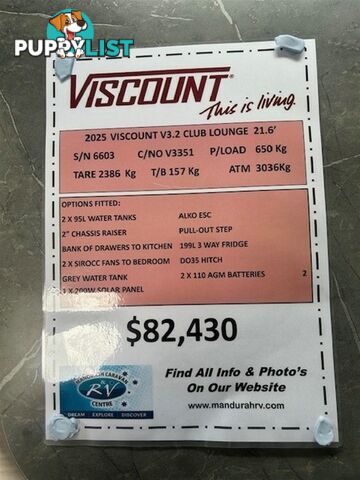 PUPPYLIST
VISCOUNT®
This is living.
2025 VISCOUNT V3.2 CLUB LOUNGE 21.6'
S/N 6603 C/NO V3351 P/LOAD 650 Kg
TARE 2386 Kg T/B 157 Kg ATM 3036Kg
OPTIONS FITTED:
2 X 95L WATER TANKS ALKO ESC
2" CHASSIS RAISER PULL-OUT STEP
BANK OF DRAWERS TO KITCHEN 199L 3 WAY FRIDGE
2 X SIROCC FANS TO BEDROOM DO35 HITCH
GREY WATER TANK 2 X 110 AGM BATTERIES 2
1 X 200W SOLAR PANEL
$82,430
MANDURAH CARAVAN
RV
CENTRE
DREAM EXPLORE DISCOVER
Find All Info & Photo's
On Our Website
www.mandurahrv.com